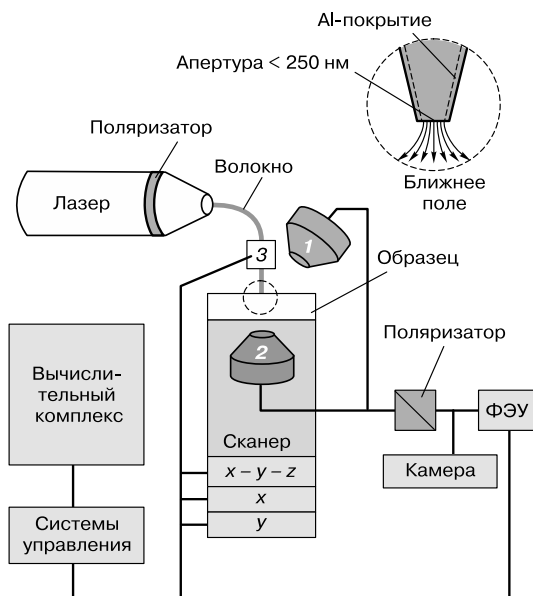 Al-покрытие
Апертура < 250 нм
Поляризатор
Волокно
Ближнее
поле
Лазер
1
3
Образец
2
Поляризатор
Вычисли-
тельный
комплекс
ФЭУ
Сканер
Камера
x – y – z
x
Системы
управления
y